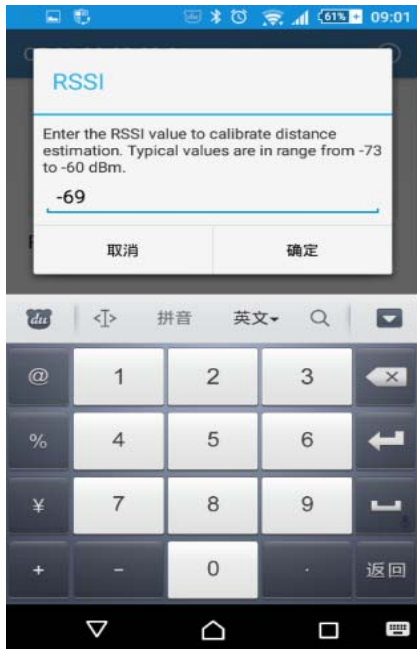 61%
09:01
RSSI
Enter the RSSI value to calibrate distance
estimation. Typical values are in range from -73
to -60 dBm.
-69
取消 确定
du 拼音 英文
@ 1 2 3
% 4 5 6
¥ 7 8 9
+ - 0 .
返回